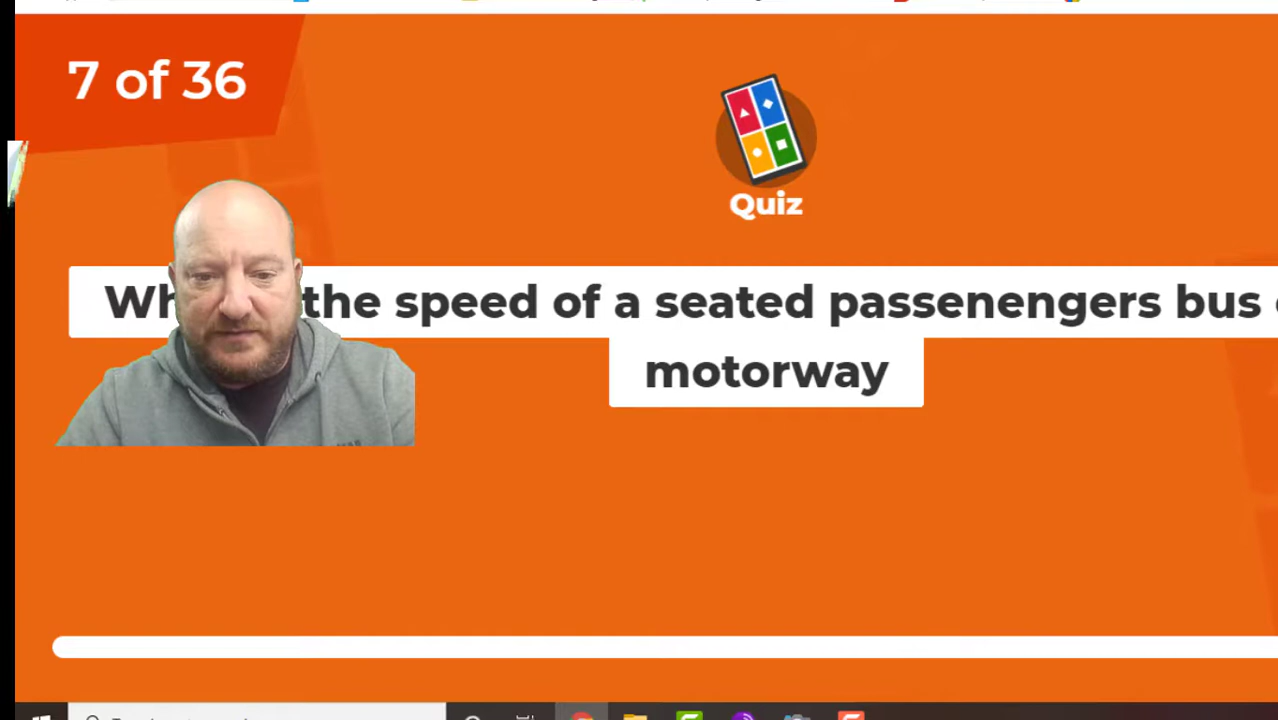 7 of 36
Quiz
the speed of a seated passenengers bus
motorway